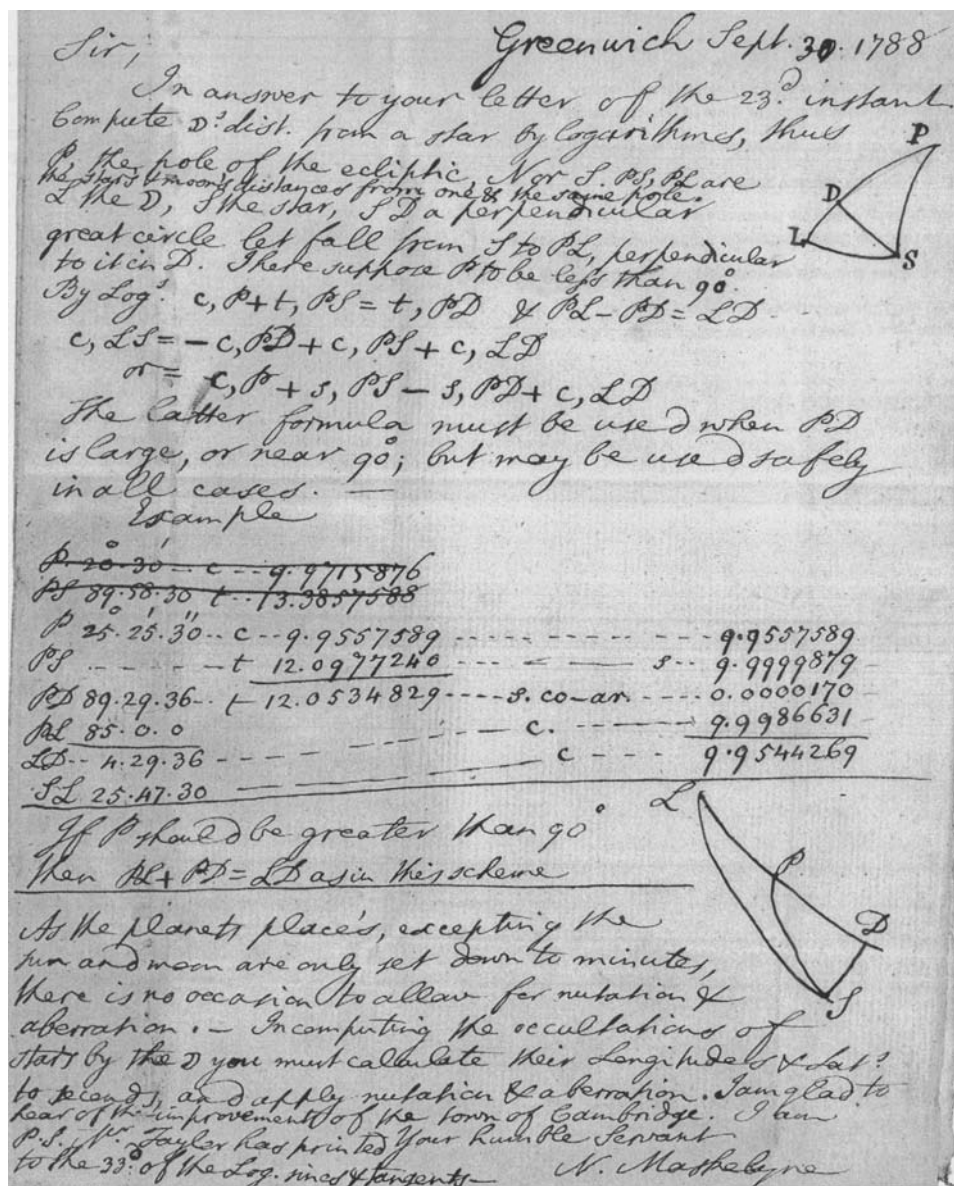 Greenwich Sept. 30. 1788
Sir,
In answer to your letter of the 23.d instant
Compute ☽'s dist. from a star by logarithms, thus
P, the pole of the ecliptic, N or S. PS, PL are
the star's & moon's distances from one & the same pole.
L the ☽, S the star, SD a perpendicular
great circle let fall from S to PL, perpendicular
to it in D. There suppose P to be less than 90°.
By Log.s c, P + t, PS = t, PD & PL - PD = LD
c, LS = - c, PD + c, PS + c, LD
or = c, P + s, PS - s, PD + c, LD
The latter formula must be used when PD
is large, or near 90°; but may be used safely
in all cases.
Example
P. 20°.30' - c -- 9.9715876
PS 89.58.30 t -- 13.3857588
P 25°.25'.30'' -- c -- 9.9557589 --------- 9.9557589
PS ----- t 12.0977240 ------ s -- 9.9999879
PD 89.29.36 -- t 12.0534829 ---- s. co-ar. ---- 0.0000170
PL 85.0.0 ------ c. ------ 9.9986631
LD -- 4.29.36 ------ c ---- 9.9544269
SL 25.47.30
If P should be greater than 90°
then PL + PD = LD as in this scheme
As the planets place's, excepting the
sun and moon are only set down to minutes,
there is no occasion to allow for nutation &
aberration. - In computing the occultations of
stars by the ☽ you must calculate their Longitudes & Lat.s
to seconds, and apply nutation & aberration. I am glad to
hear of the improvements of the town of Cambridge. I am
Your humble Servant
N. Maskelyne
P.S. Mr. Taylor has printed
to the 33.° of the Log. sines & tangents -
P
D
L
S
L
P
D
S